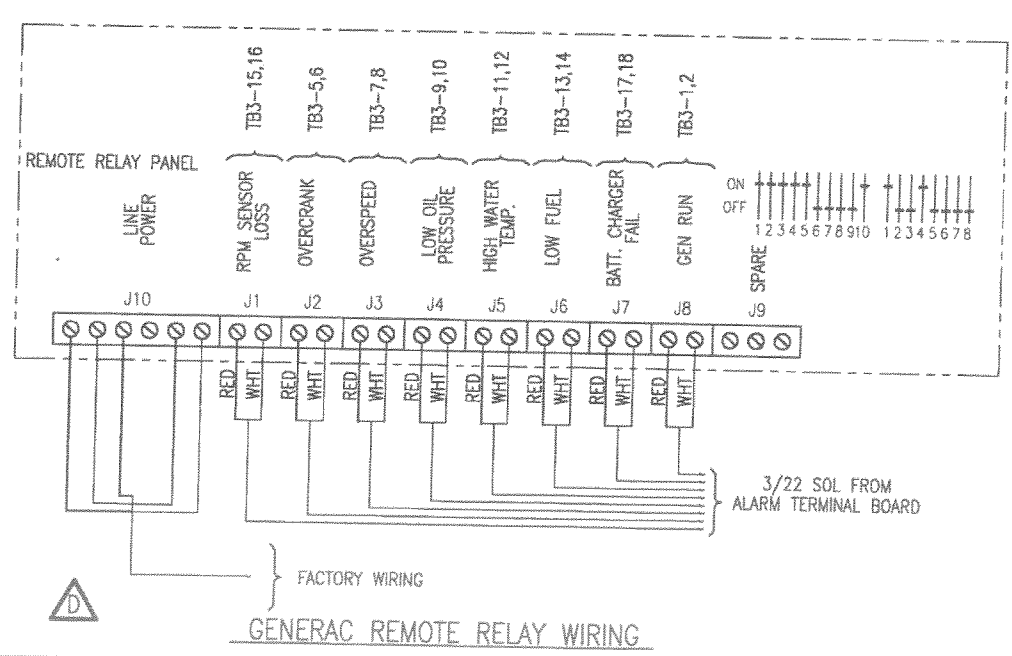 TB3-15,16
TB3-5,6
TB3-7,8
TB3-9,10
TB3-11,12
TB3-13,14
TB3-17,18
TB3-1,2
REMOTE RELAY PANEL
LINE
POWER
RPM SENSOR
LOSS
OVERCRANK
OVERSPEED
LOW OIL
PRESSURE
HIGH WATER
TEMP.
LOW FUEL
BATT. CHARGER
FAIL
GEN RUN
SPARE
ON
OFF
1 2 3 4 5 6 7 8 9 10
1 2 3 4 5 6 7 8
J10
J1
J2
J3
J4
J5
J6
J7
J8
J9
RED
WHT
RED
WHT
RED
WHT
RED
WHT
RED
WHT
RED
WHT
RED
WHT
RED
WHT
3/22 SOL FROM
ALARM TERMINAL BOARD
FACTORY WIRING
D
GENERAC REMOTE RELAY WIRING